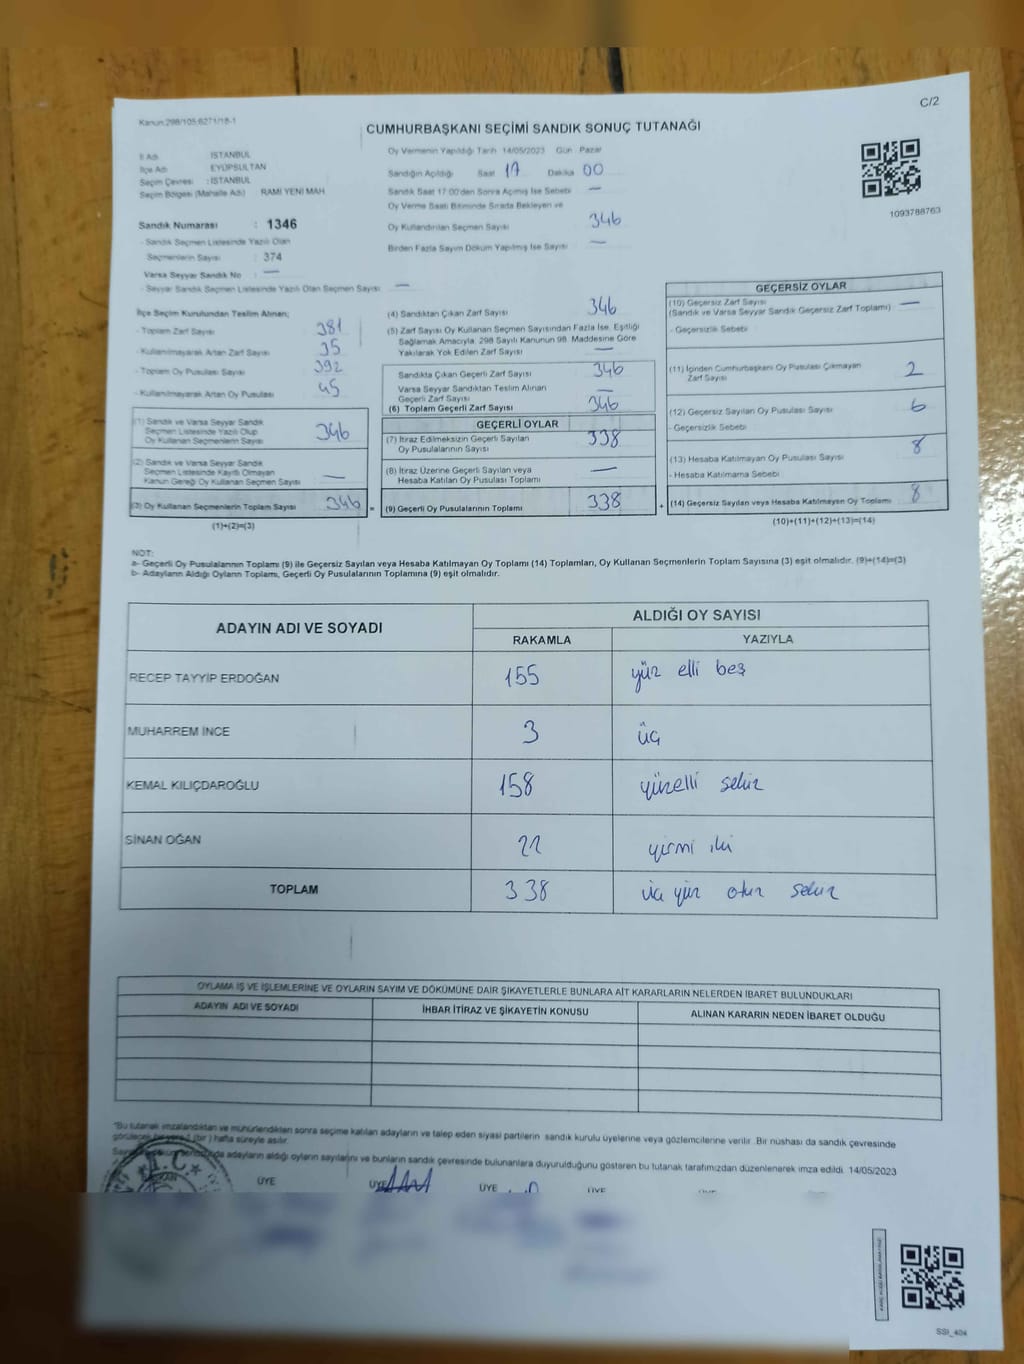 C/2
Kanun:298/105;6271/18-1
CUMHURBAŞKANI SEÇİMİ SANDIK SONUÇ TUTANAĞI
İl Adı : İSTANBUL
İlçe Adı : EYÜPSULTAN
Seçim Çevresi : İSTANBUL
Seçim Bölgesi (Mahalle Adı) : RAMİ YENİ MAH
Sandık Numarası : 1346
- Sandık Seçmen Listesinde Yazılı Olan
Seçmenlerin Sayısı : 374
Varsa Seyyar Sandık No : —
- Seyyar Sandık Seçmen Listesinde Yazılı Olan Seçmen Sayısı : —
Oy Vermenin Yapıldığı Tarih 14/05/2023 Gün Pazar
Sandığın Açıldığı Saat 17 Dakika 00
Sandık Saat 17:00'den Sonra Açılmış İse Sebebi —
Oy Verme Saati Bitiminde Sırada Bekleyen ve
Oy Kullandırılan Seçmen Sayısı 346
Birden Fazla Sayım Döküm Yapılmış İse Sayısı —
1093788763
İlçe Seçim Kurulundan Teslim Alınan;
- Toplam Zarf Sayısı 381
- Kullanılmayarak Artan Zarf Sayısı 35
- Toplam Oy Pusulası Sayısı 392
- Kullanılmayarak Artan Oy Pusulası 45
(1) Sandık ve Varsa Seyyar Sandık
Seçmen Listesinde Yazılı Olup
Oy Kullanan Seçmenlerin Sayısı 346
(2) Sandık ve Varsa Seyyar Sandık
Seçmen Listesinde Kayıtlı Olmayan
Kanun Gereği Oy Kullanan Seçmen Sayısı —
(3) Oy Kullanan Seçmenlerin Toplam Sayısı 346 =
(1)+(2)=(3)
(4) Sandıktan Çıkan Zarf Sayısı 346
(5) Zarf Sayısı Oy Kullanan Seçmen Sayısından Fazla İse, Eşitliği
Sağlamak Amacıyla, 298 Sayılı Kanunun 98. Maddesine Göre
Yakılarak Yok Edilen Zarf Sayısı —
Sandıkta Çıkan Geçerli Zarf Sayısı 346
Varsa Seyyar Sandıktan Teslim Alınan
Geçerli Zarf Sayısı —
(6) Toplam Geçerli Zarf Sayısı 346
GEÇERLİ OYLAR
(7) İtiraz Edilmeksizin Geçerli Sayılan
Oy Pusulalarının Sayısı 338
(8) İtiraz Üzerine Geçerli Sayılan veya
Hesaba Katılan Oy Pusulası Toplamı —
(9) Geçerli Oy Pusulalarının Toplamı 338 +
GEÇERSİZ OYLAR
(10) Geçersiz Zarf Sayısı
(Sandık ve Varsa Seyyar Sandık Geçersiz Zarf Toplamı) —
- Geçersizlik Sebebi
(11) İçinden Cumhurbaşkanı Oy Pusulası Çıkmayan
Zarf Sayısı 2
(12) Geçersiz Sayılan Oy Pusulası Sayısı 6
- Geçersizlik Sebebi
(13) Hesaba Katılmayan Oy Pusulası Sayısı 8
- Hesaba Katılmama Sebebi
(14) Geçersiz Sayılan veya Hesaba Katılmayan Oy Toplamı 8
(10)+(11)+(12)+(13)=(14)
NOT:
a- Geçerli Oy Pusulalarının Toplamı (9) ile Geçersiz Sayılan veya Hesaba Katılmayan Oy Toplamı (14) Toplamları, Oy Kullanan Seçmenlerin Toplam Sayısına (3) eşit olmalıdır. (9)+(14)=(3)
b- Adayların Aldığı Oyların Toplamı, Geçerli Oy Pusulalarının Toplamına (9) eşit olmalıdır.
ADAYIN ADI VE SOYADI ALDIĞI OY SAYISI
RAKAMLA YAZIYLA
RECEP TAYYİP ERDOĞAN 155 yüz elli beş
MUHARREM İNCE 3 üç
KEMAL KILIÇDAROĞLU 158 yüzelli sekiz
SİNAN OĞAN 22 yirmi iki
TOPLAM 338 üç yüz otuz sekiz
OYLAMA İŞ VE İŞLEMLERİNE VE OYLARIN SAYIM VE DÖKÜMÜNE DAİR ŞİKAYETLERLE BUNLARA AİT KARARLARIN NELERDEN İBARET BULUNDUKLARI
ADAYIN ADI VE SOYADI İHBAR İTİRAZ VE ŞİKAYETİN KONUSU ALINAN KARARIN NEDEN İBARET OLDUĞU
"Bu tutanak imzalandıktan ve mühürlendikten sonra seçime katılan adayların ve talep eden siyasi partilerin sandık kurulu üyelerine veya gözlemcilerine verilir. Bir nüshası da sandık çevresinde
görülecek bir yere 1 (bir) hafta süreyle asılır.
adayların aldığı oyların sayılarını ve bunların sandık çevresinde bulunanlara duyurulduğunu gösteren bu tutanak tarafımızdan düzenlenerek imza edildi. 14/05/2023
T.C.
ÜYE ÜYE ÜYE ÜYE
SSI_404